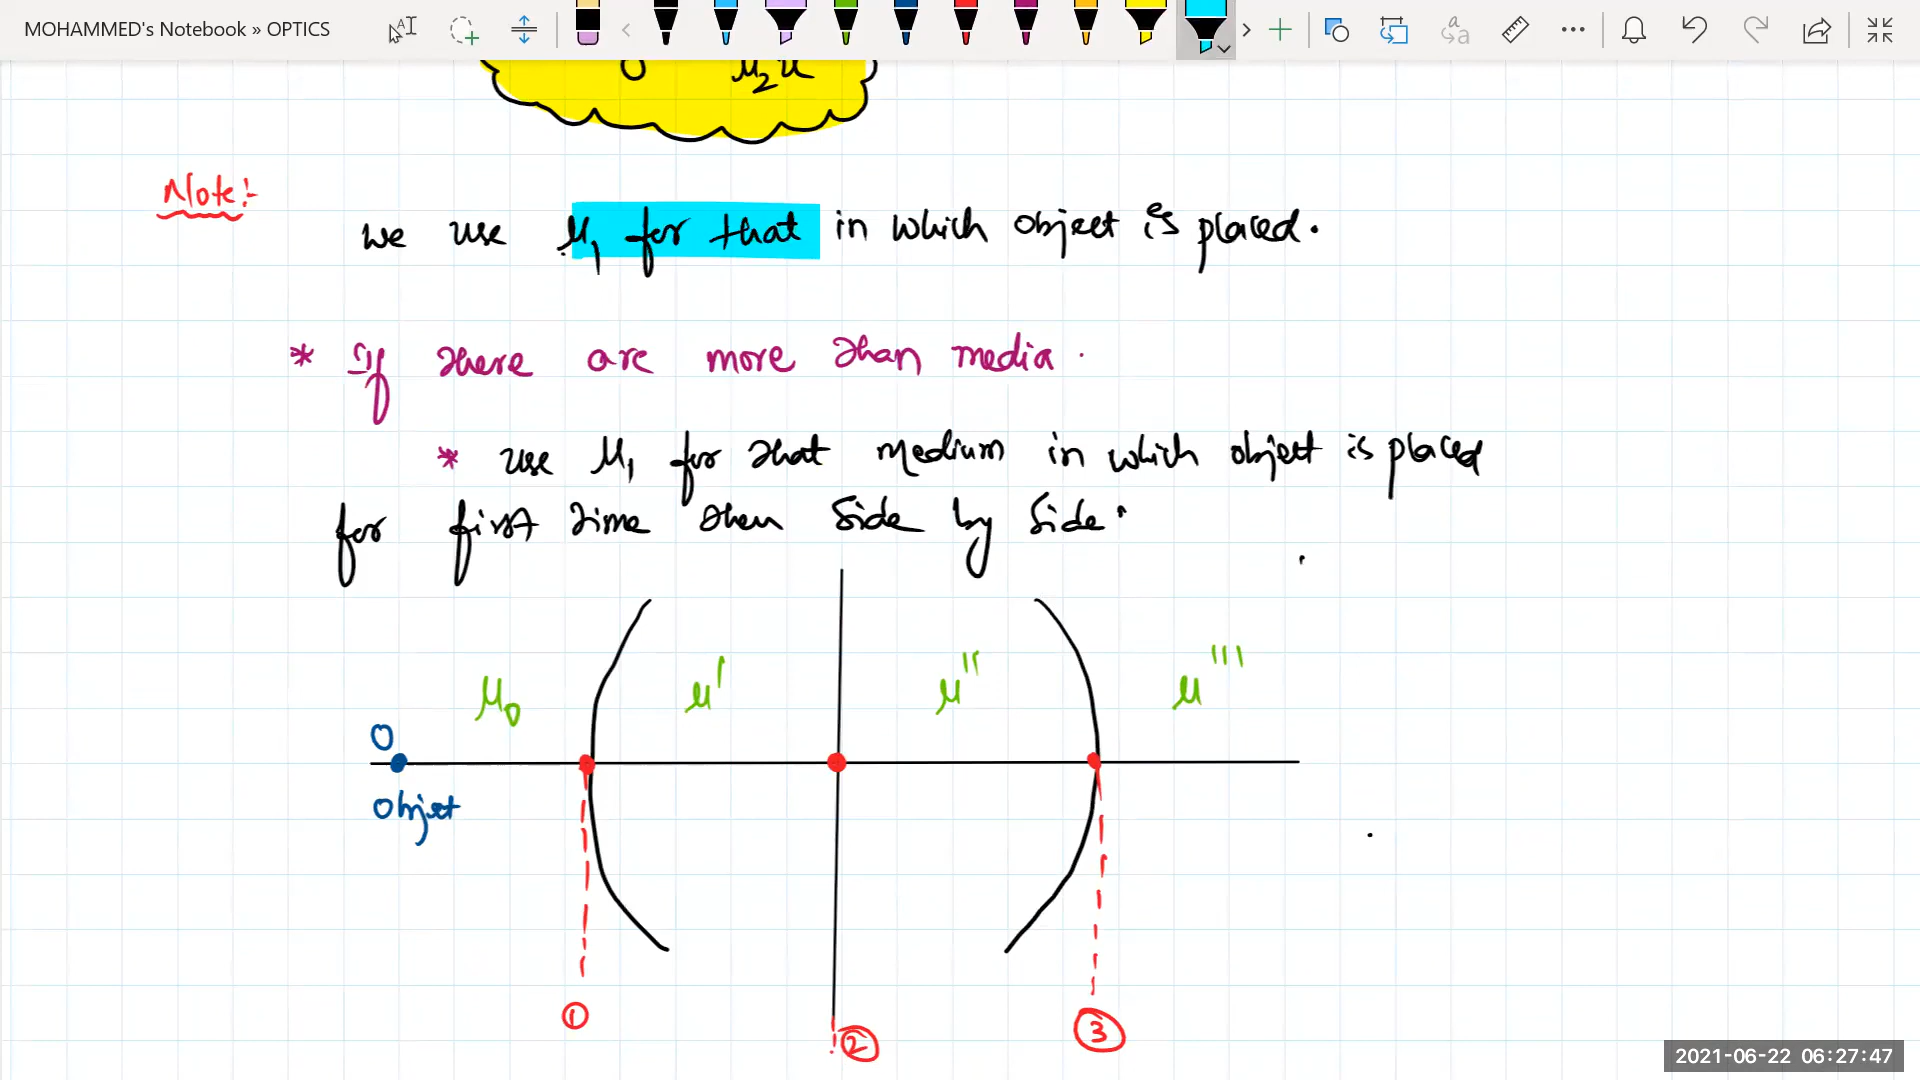 MOHAMMED's Notebook » OPTICS
μ₂u
Note:-
we use μ₁ for that in which object is placed.
* If there are more than media.
* use μ₁ for that medium in which object is placed
for first time then side by side.
μ₀ μ' μ'' μ'''
O
Object
①
②
③
2021-06-22 06:27:47